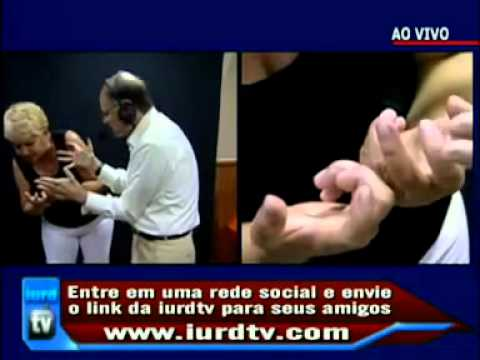 AO VIVO
iurd
tv
Entre em uma rede social e envie
o link da iurdtv para seus amigos
www.iurdtv.com